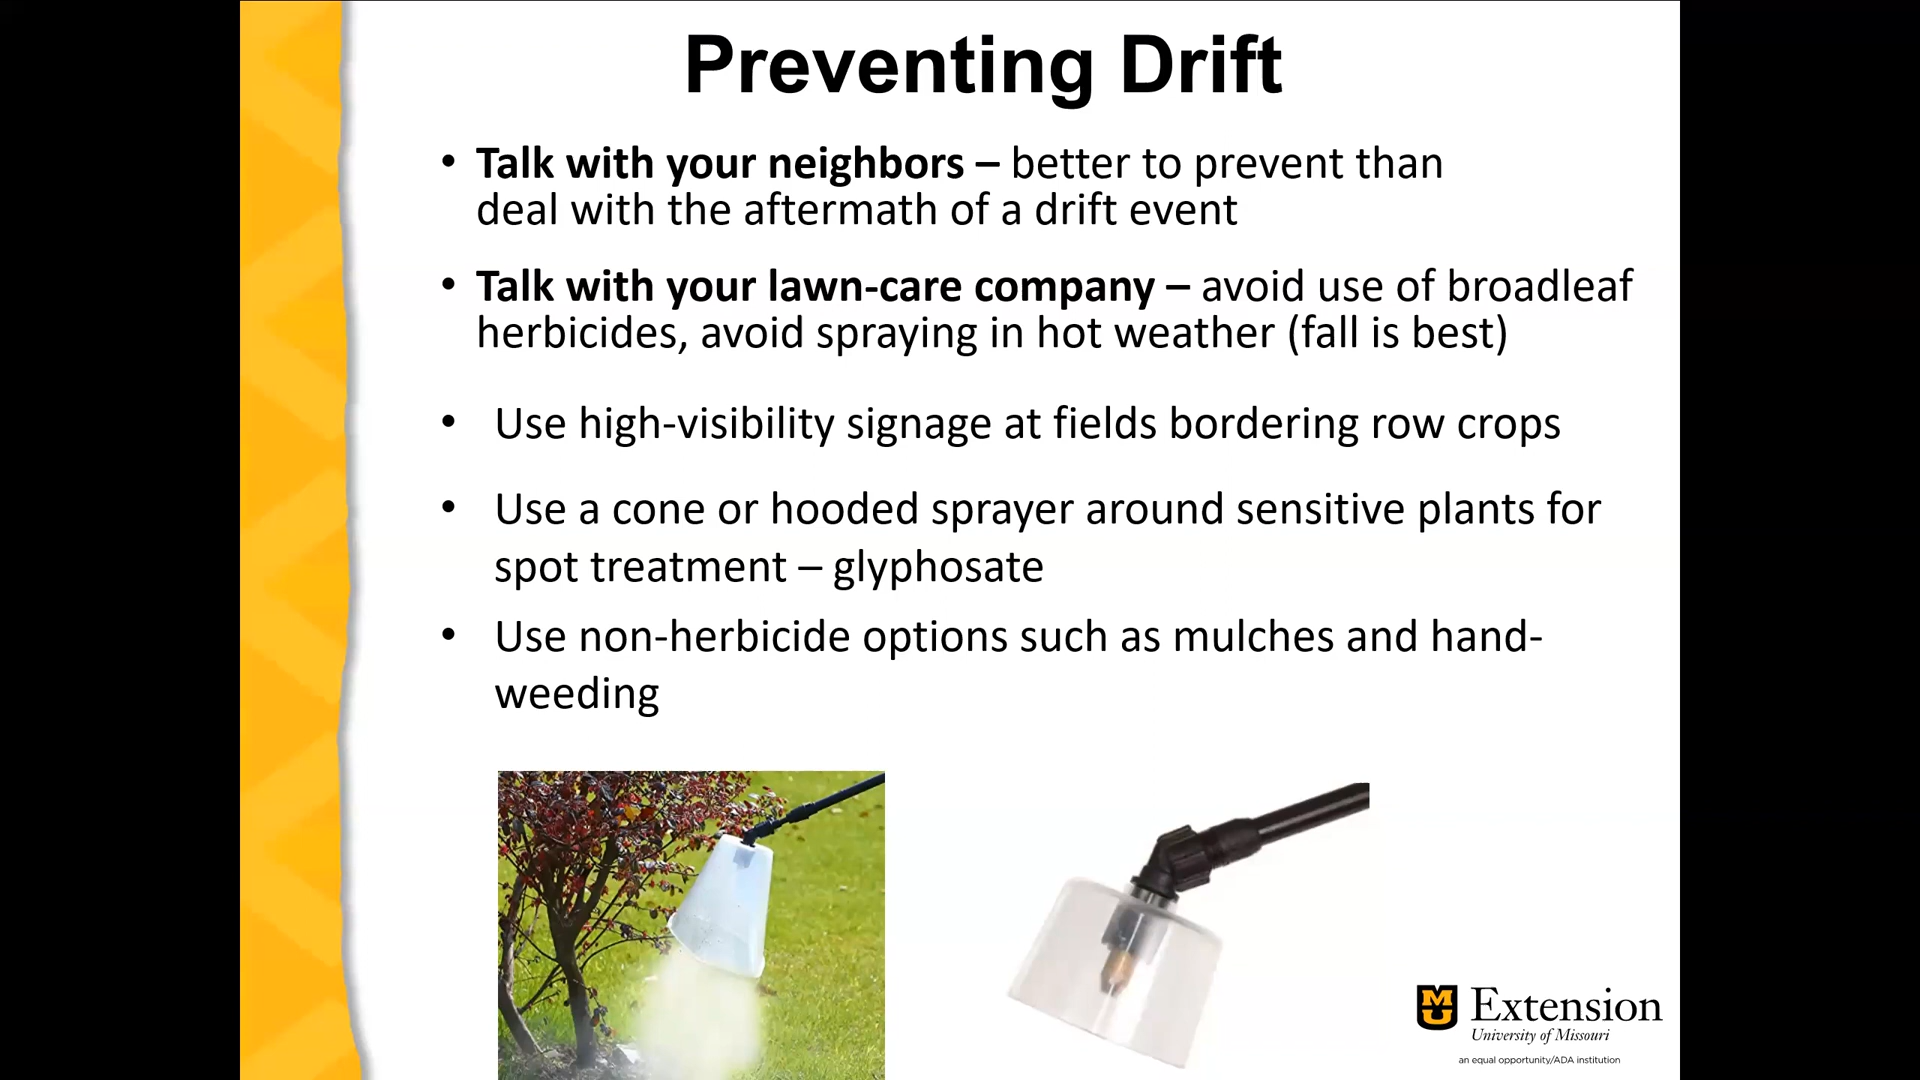 Preventing Drift
• Talk with your neighbors – better to prevent than
deal with the aftermath of a drift event
• Talk with your lawn-care company – avoid use of broadleaf
herbicides, avoid spraying in hot weather (fall is best)
• Use high-visibility signage at fields bordering row crops
• Use a cone or hooded sprayer around sensitive plants for
spot treatment – glyphosate
• Use non-herbicide options such as mulches and hand-
weeding
MU Extension
University of Missouri
an equal opportunity/ADA institution